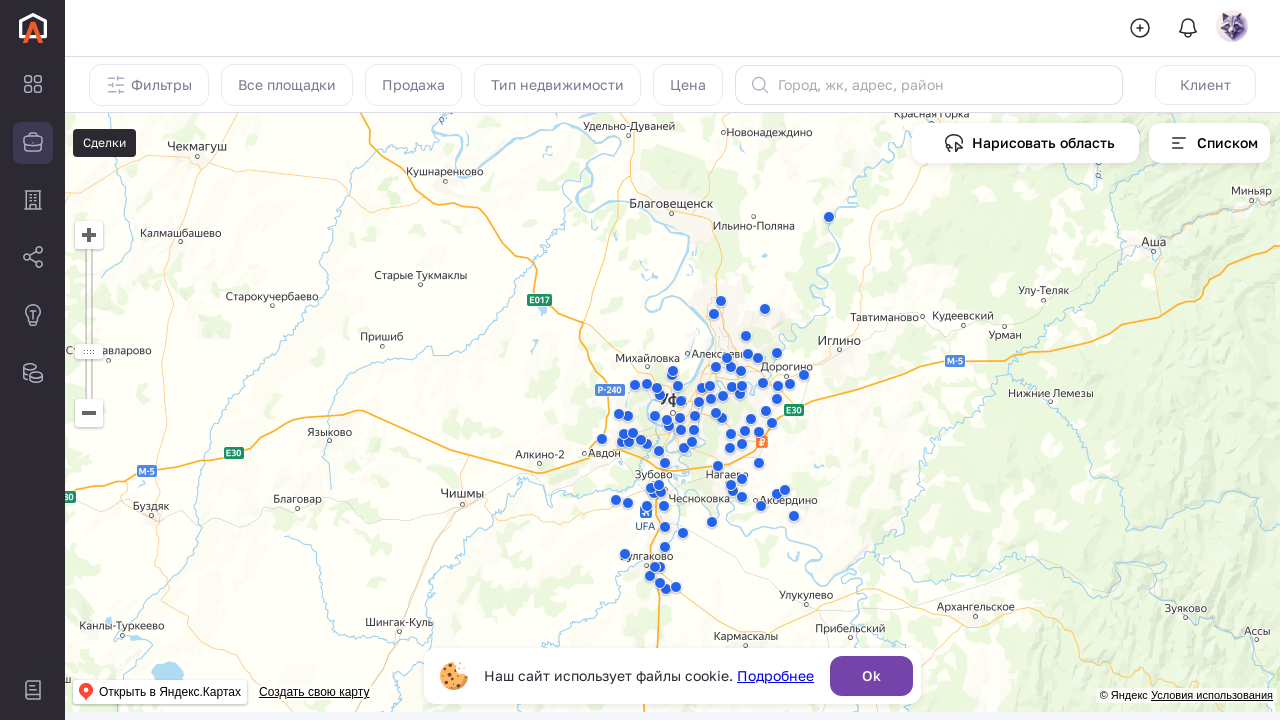 Фильтры
Все площадки
Продажа
Тип недвижимости
Цена
Город, жк, адрес, район
Клиент
Сделки
Нарисовать область
Списком
Красная Горка
Удельно-Дуваней
Новонадеждино
Чекмагуш
Кушнаренково
Миньяр
Благовещенск
Ильино-Поляна
Калмашбашево
Аша
Старые Тукмаклы
Старокучербаево
E017
Улу-Теляк
Тавтиманово
Кудеевский
Урман
Пришиб
Иглино
Михайловка
М-5
Дорогино
Р-240
Нижние Лемезы
E30
Языково
Алкино-2
Авдон
E30
М-5
Зубово
Нагаево
Буздяк
Благовар
Чишмы
Чесноковка
Акбердино
UFA
Булгаково
Улукулево
Архангельское
Зуяково
Канлы-Туркеево
Шингак-Куль
Прибельский
Кармаскалы
Ассы
Наш сайт использует файлы cookie. Подробнее
Ok
Открыть в Яндекс.Картах
Создать свою карту
© Яндекс Условия использования